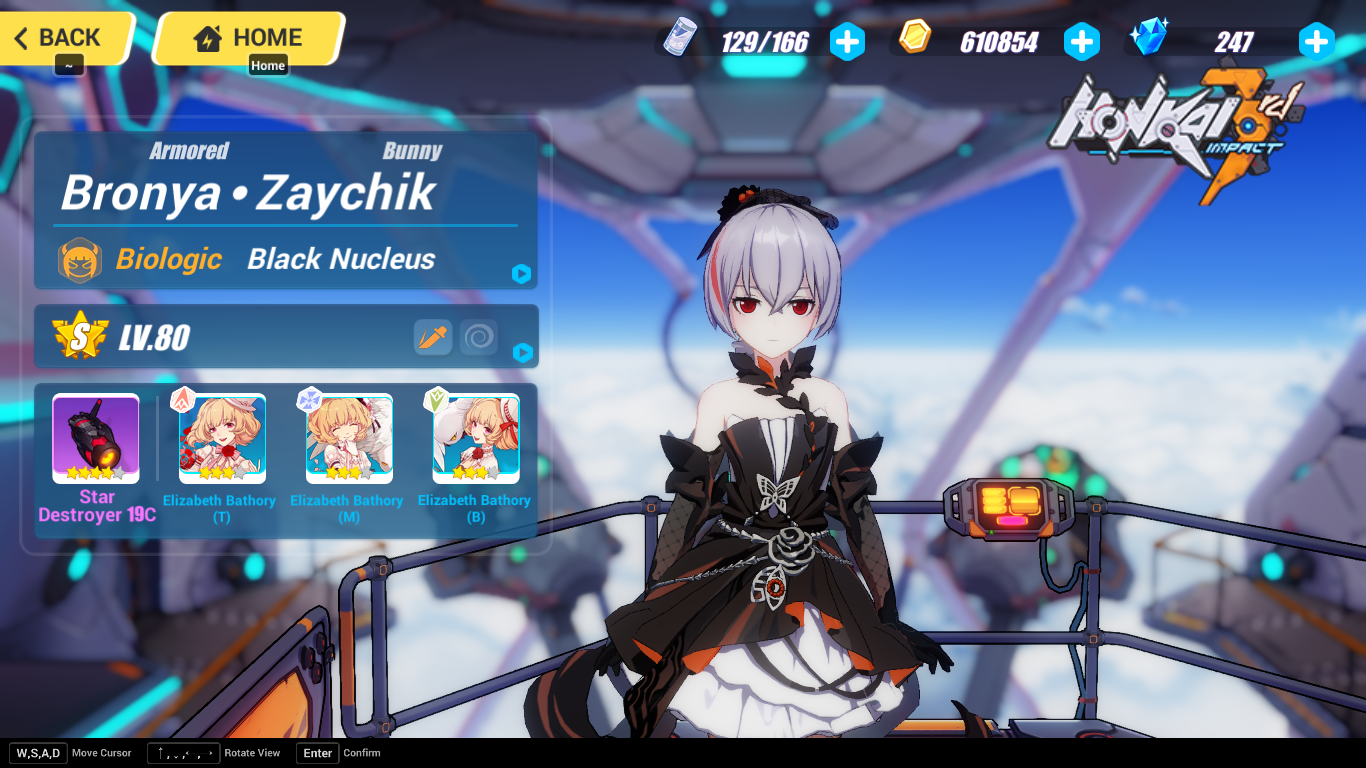 BACK
~
HOME
Home
129/166
610854
247
HONKAI 3rd
IMPACT
Armored Bunny
Bronya • Zaychik
Biologic Black Nucleus
S LV.80
Star
Destroyer 19C
Elizabeth Bathory
(T)
Elizabeth Bathory
(M)
Elizabeth Bathory
(B)
W,S,A,D Move Cursor Rotate View Enter Confirm